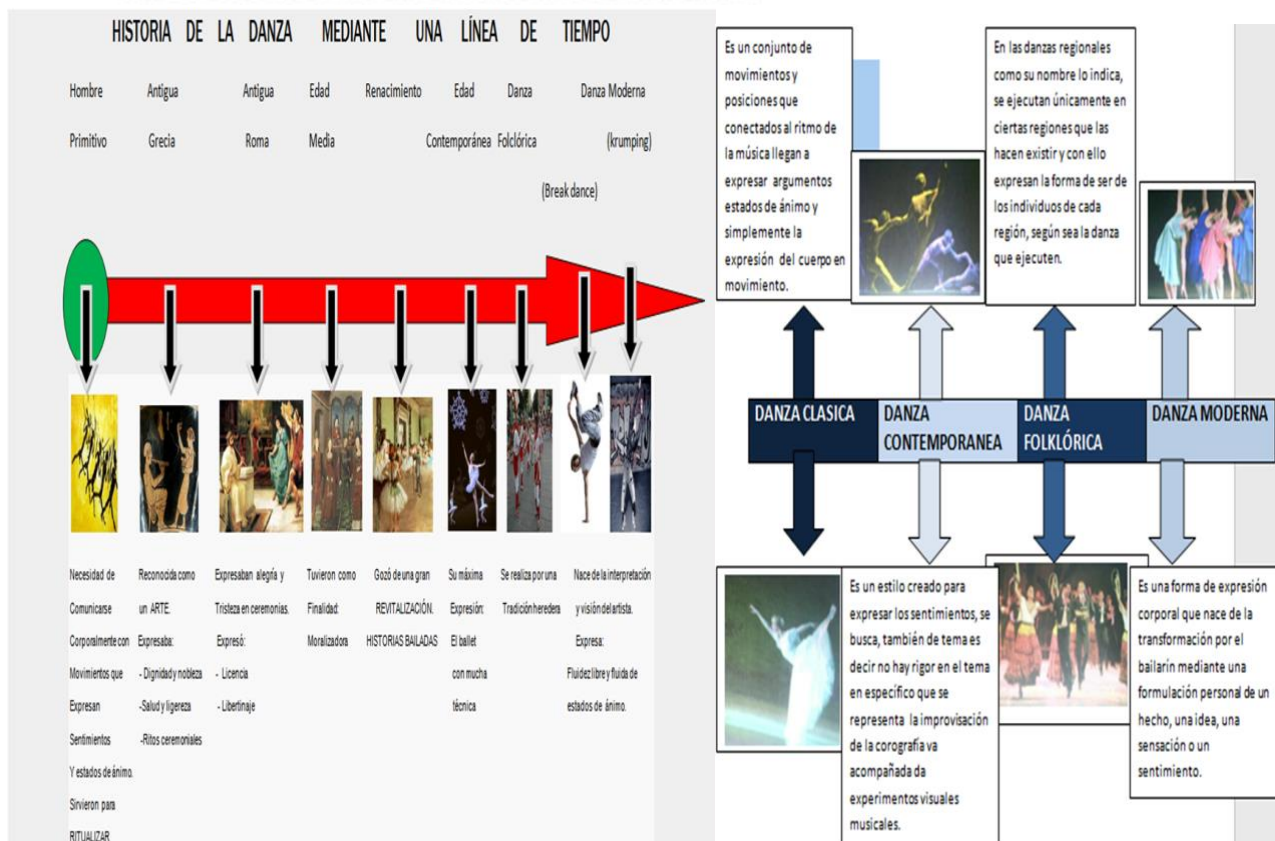 HISTORIA DE LA DANZA MEDIANTE UNA LÍNEA DE TIEMPO
Hombre
Primitivo
Antigua
Grecia
Antigua
Roma
Edad
Media
Renacimiento
Edad
Contemporánea
Danza
Folclórica
Danza Moderna
(krumping)
(Break dance)
Necesidad de
Comunicarse
Corporalmente con
Movimientos que
Expresan
Sentimientos
Y estados de ánimo.
Sirvieron para
RITUALIZAR
Reconocida como
un ARTE.
Expresaba:
- Dignidad y nobleza
-Salud y ligereza
-Ritos ceremoniales
Expresaban alegría y
Tristeza en ceremonias.
Expresó:
- Licencia
- Libertinaje
Tuvieron como
Finalidad:
Moralizadora
Gozó de una gran
REVITALIZACIÓN.
HISTORIAS BAILADAS
Su máxima
Expresión:
El ballet
con mucha
técnica
Se realiza por una
Tradición heredera
Nace de la interpretación
y visión del artista.
Expresa:
Fluidez libre y fluida de
estados de ánimo.
Es un conjunto de
movimientos y
posiciones que
conectados al ritmo de
la música llegan a
expresar argumentos
estados de ánimo y
simplemente la
expresión del cuerpo en
movimiento.
En las danzas regionales
como su nombre lo indica,
se ejecutan únicamente en
ciertas regiones que las
hacen existir y con ello
expresan la forma de ser de
los individuos de cada
región, según sea la danza
que ejecuten.
DANZA CLASICA
DANZA
CONTEMPORANEA
DANZA
FOLKLÓRICA
DANZA MODERNA
Es un estilo creado para
expresar los sentimientos, se
busca, también de tema es
decir no hay rigor en el tema
en específico que se
representa la improvisación
de la corografía va
acompañada da
experimentos visuales
musicales.
Es una forma de expresión
corporal que nace de la
transformación por el
bailarín mediante una
formulación personal de un
hecho, una idea, una
sensación o un
sentimiento.